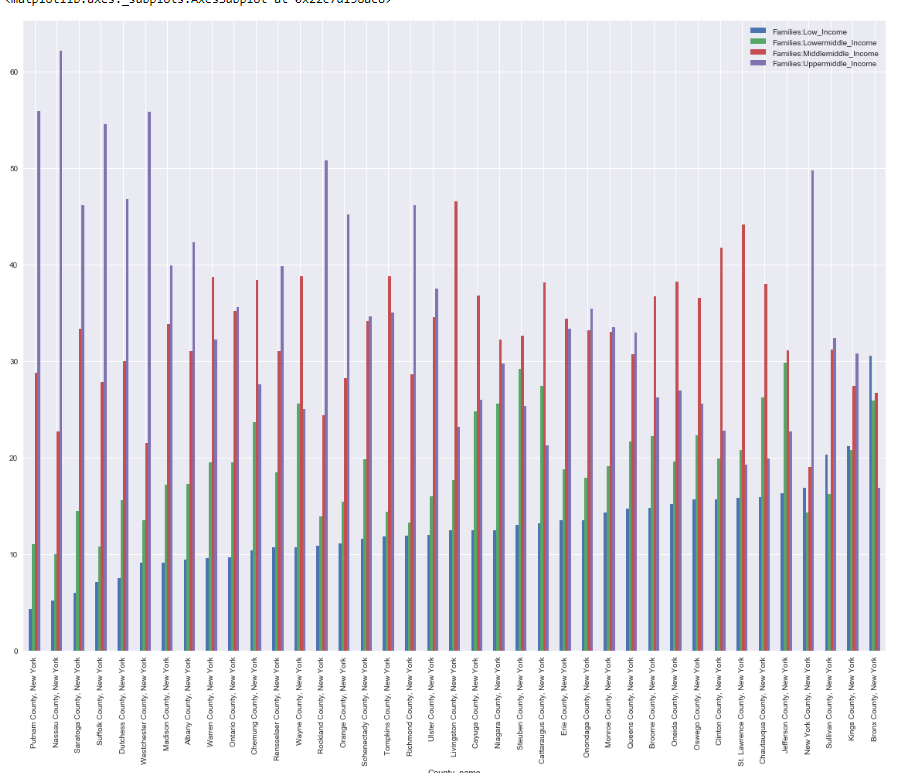 <matplotlib.axes._subplots.AxesSubplot at 0x22c7d198ac8>
Families:Low_Income
Families:Lowermiddle_Income
Families:Middlemiddle_Income
Families:Uppermiddle_Income
60
50
40
30
20
10
0
Putnam County, New York
Nassau County, New York
Saratoga County, New York
Suffolk County, New York
Dutchess County, New York
Westchester County, New York
Madison County, New York
Albany County, New York
Warren County, New York
Ontario County, New York
Chemung County, New York
Rensselaer County, New York
Wayne County, New York
Rockland County, New York
Orange County, New York
Schenectady County, New York
Tompkins County, New York
Richmond County, New York
Ulster County, New York
Livingston County, New York
Cayuga County, New York
Niagara County, New York
Steuben County, New York
Cattaraugus County, New York
Erie County, New York
Onondaga County, New York
Monroe County, New York
Queens County, New York
Broome County, New York
Oneida County, New York
Oswego County, New York
Clinton County, New York
St. Lawrence County, New York
Chautauqua County, New York
Jefferson County, New York
New York County, New York
Sullivan County, New York
Kings County, New York
Bronx County, New York
County_name